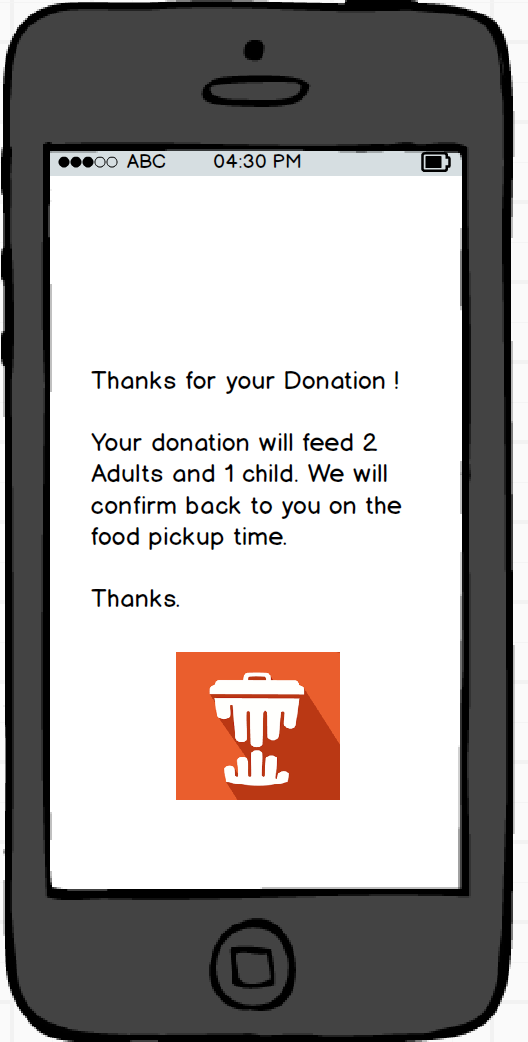 ABC 04:30 PM
Thanks for your Donation !
Your donation will feed 2
Adults and 1 child. We will
confirm back to you on the
food pickup time.
Thanks.